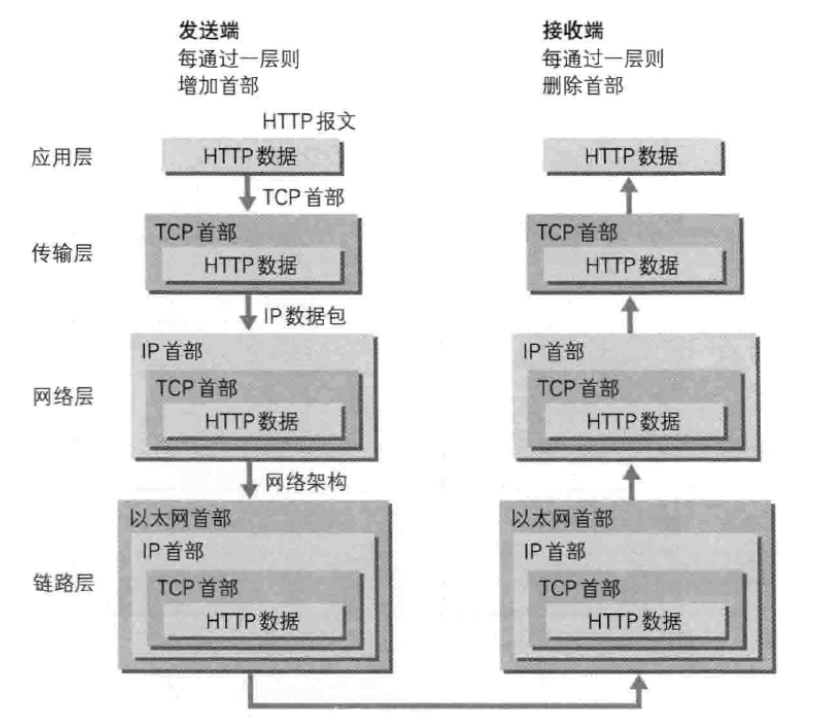 发送端
每通过一层则
增加首部
接收端
每通过一层则
删除首部
HTTP 报文
应用层
HTTP 数据
HTTP 数据
TCP 首部
传输层
TCP 首部
HTTP 数据
TCP 首部
HTTP 数据
IP 数据包
网络层
IP 首部
TCP 首部
HTTP 数据
IP 首部
TCP 首部
HTTP 数据
网络架构
链路层
以太网首部
IP 首部
TCP 首部
HTTP 数据
以太网首部
IP 首部
TCP 首部
HTTP 数据